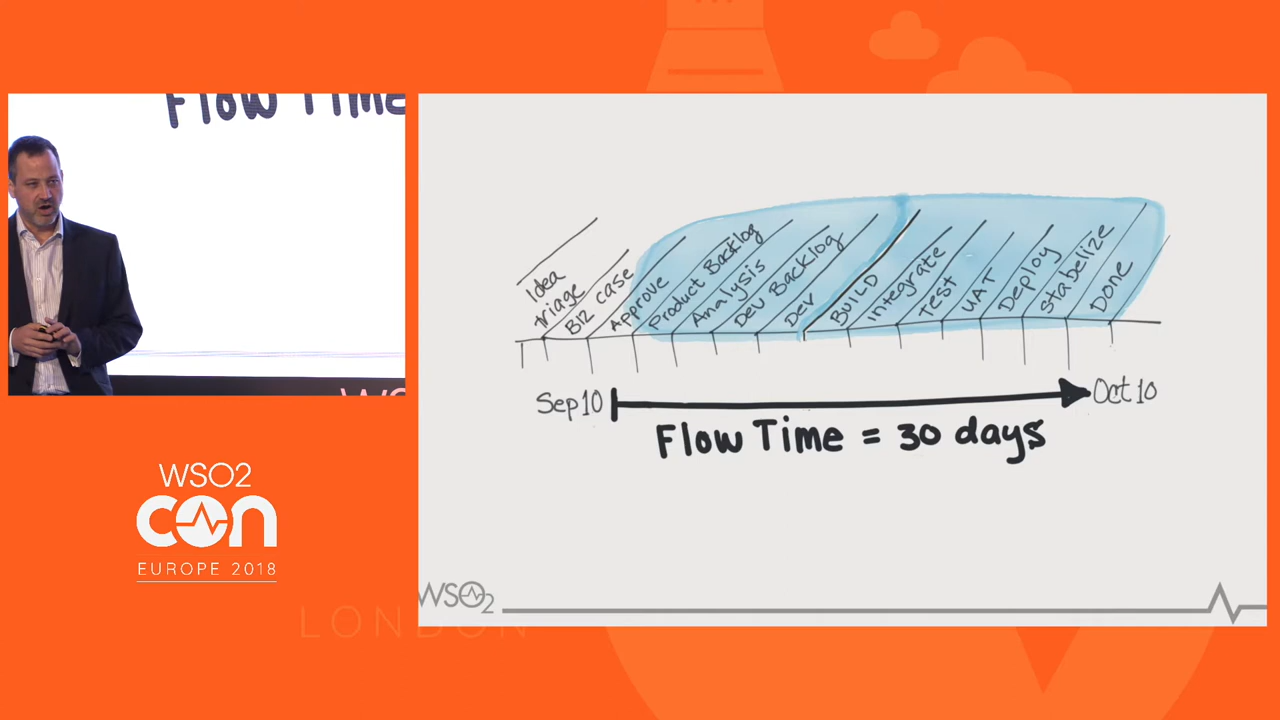 Flow Time
WSO2
con
EUROPE 2018
LONDON
Idea
Triage
BIZ case
Approve
Product Backlog
Analysis
Dev Backlog
Dev
BUILD
integrate
TEST
UAT
Deploy
stabelize
Done
Sep 10
Oct 10
Flow Time = 30 days
WSO2